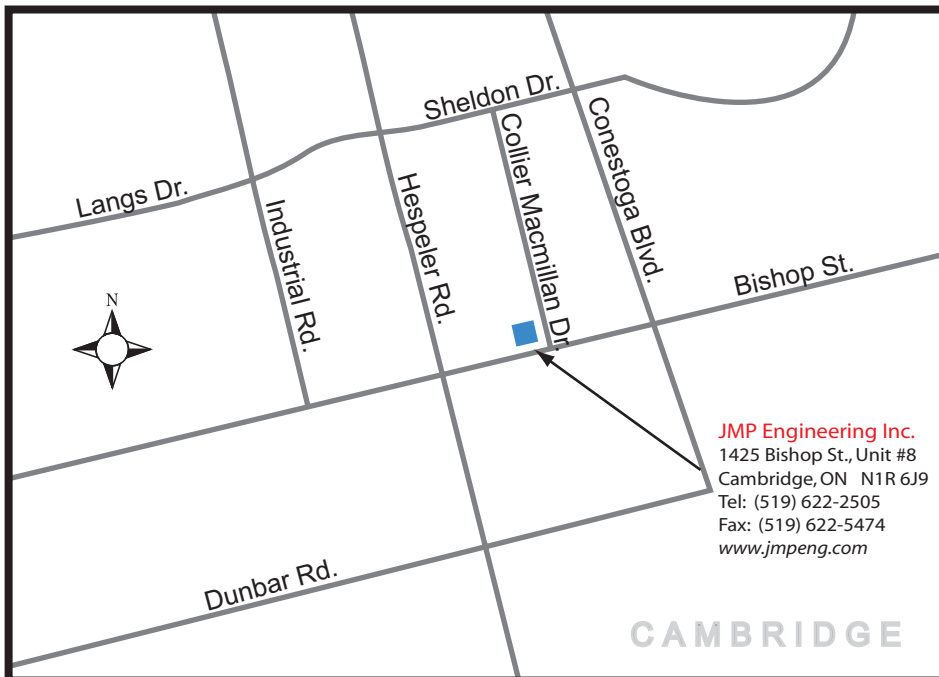 Sheldon Dr.
Collier Macmillan Dr.
Conestoga Blvd.
Langs Dr.
Industrial Rd.
Hespeler Rd.
Bishop St.
N
JMP Engineering Inc.
1425 Bishop St., Unit #8
Cambridge, ON N1R 6J9
Tel: (519) 622-2505
Fax: (519) 622-5474
www.jmpeng.com
Dunbar Rd.
CAMBRIDGE